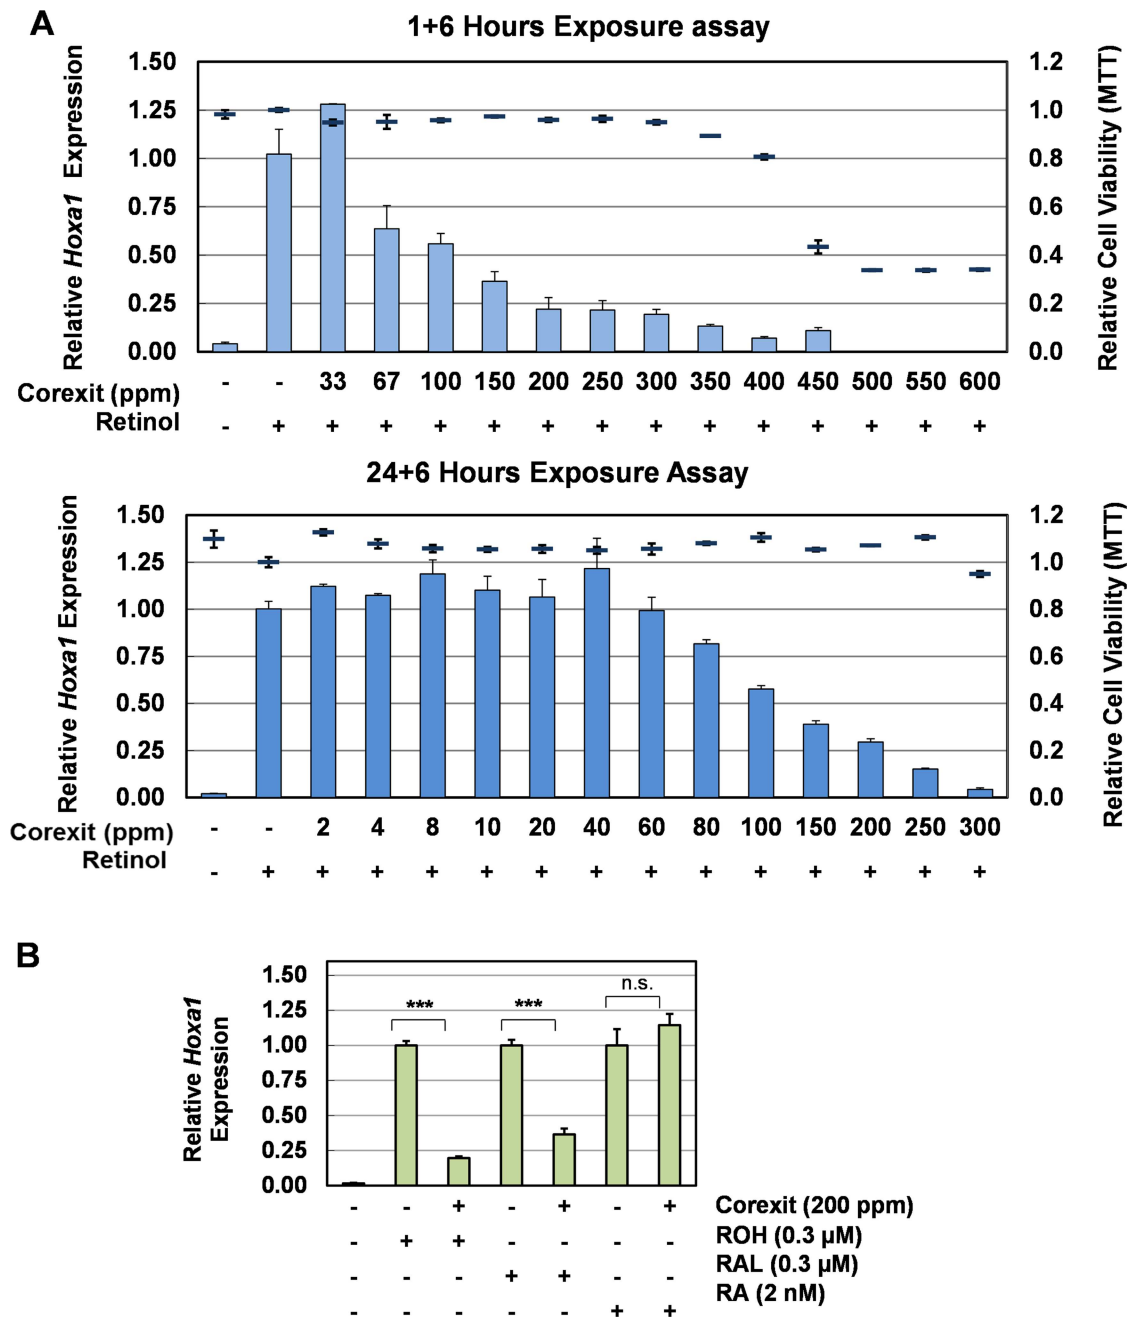 A
1+6 Hours Exposure assay
Relative Hoxa1 Expression
Relative Cell Viability (MTT)
1.50 1.2
1.25 1.0
1.00 0.8
0.75 0.6
0.50 0.4
0.25 0.2
0.00 0.0
Corexit (ppm) - - 33 67 100 150 200 250 300 350 400 450 500 550 600
Retinol - + + + + + + + + + + + + + +
24+6 Hours Exposure Assay
Relative Hoxa1 Expression
Relative Cell Viability (MTT)
1.50 1.2
1.25 1.0
1.00 0.8
0.75 0.6
0.50 0.4
0.25 0.2
0.00 0.0
Corexit (ppm) - - 2 4 8 10 20 40 60 80 100 150 200 250 300
Retinol - + + + + + + + + + + + + + +
B
Relative Hoxa1
Expression
1.50
1.25
1.00
0.75
0.50
0.25
0.00
*** *** n.s.
- - + - + - + Corexit (200 ppm)
- + + - - - - ROH (0.3 µM)
- - - + + - - RAL (0.3 µM)
- - - - - + + RA (2 nM)